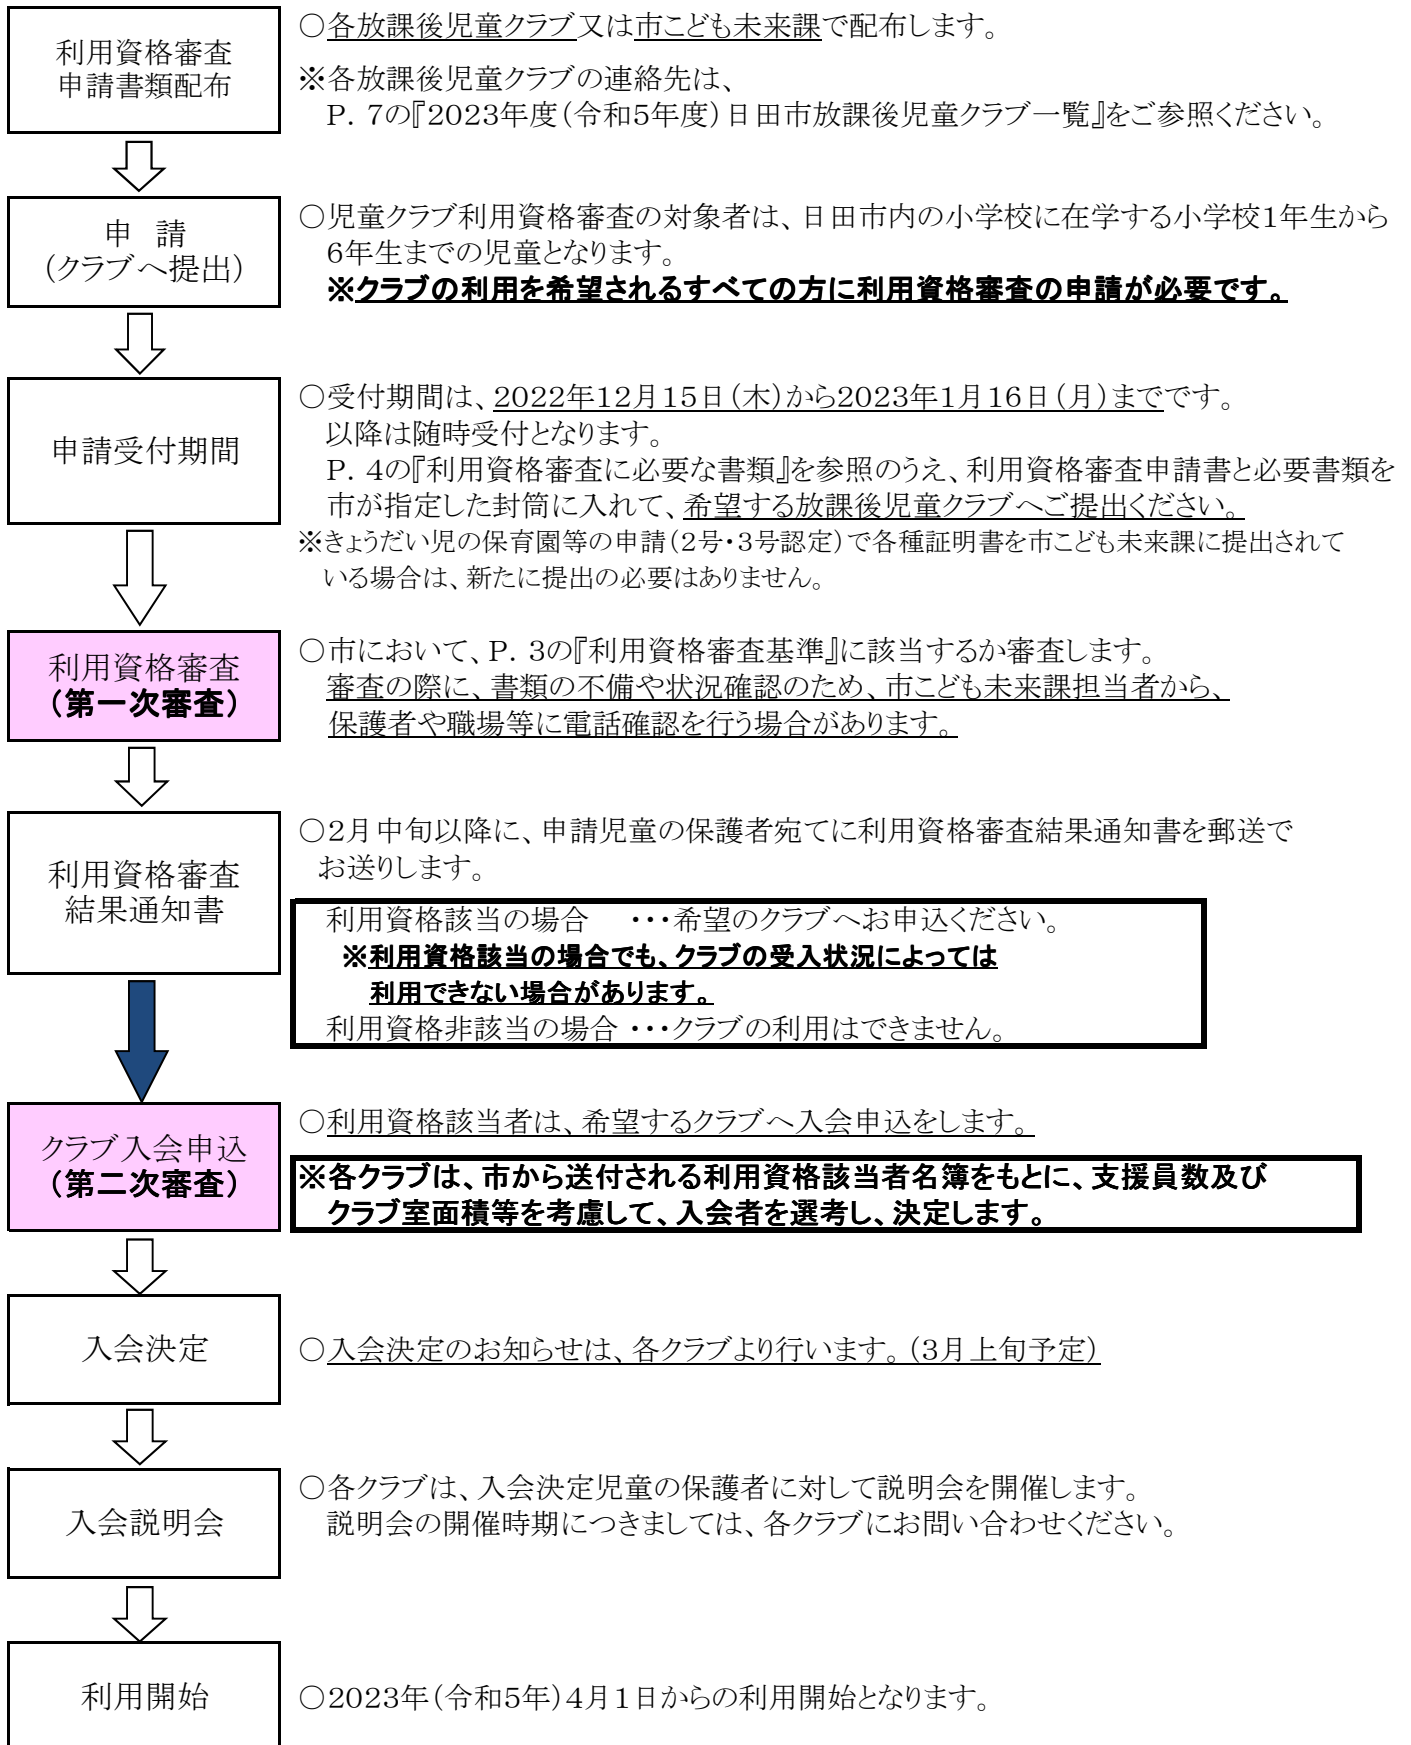 利用資格審査
申請書類配布
○各放課後児童クラブ又は市こども未来課で配布します。
※各放課後児童クラブの連絡先は、
P．7の『2023年度（令和5年度）日田市放課後児童クラブ一覧』をご参照ください。
申　請
（クラブへ提出）
○児童クラブ利用資格審査の対象者は、日田市内の小学校に在学する小学校1年生から
6年生までの児童となります。
※クラブの利用を希望されるすべての方に利用資格審査の申請が必要です。
申請受付期間
○受付期間は、2022年12月15日（木）から2023年1月16日（月）までです。
以降は随時受付となります。
P．4の『利用資格審査に必要な書類』を参照のうえ、利用資格審査申請書と必要書類を
市が指定した封筒に入れて、希望する放課後児童クラブへご提出ください。
※きょうだい児の保育園等の申請（2号・3号認定）で各種証明書を市こども未来課に提出されて
いる場合は、新たに提出の必要はありません。
利用資格審査
（第一次審査）
○市において、P．3の『利用資格審査基準』に該当するか審査します。
審査の際に、書類の不備や状況確認のため、市こども未来課担当者から、
保護者や職場等に電話確認を行う場合があります。
利用資格審査
結果通知書
○2月中旬以降に、申請児童の保護者宛てに利用資格審査結果通知書を郵送で
お送りします。
利用資格該当の場合　・・・希望のクラブへお申込ください。
※利用資格該当の場合でも、クラブの受入状況によっては
利用できない場合があります。
利用資格非該当の場合・・・クラブの利用はできません。
クラブ入会申込
（第二次審査）
○利用資格該当者は、希望するクラブへ入会申込をします。
※各クラブは、市から送付される利用資格該当者名簿をもとに、支援員数及び
クラブ室面積等を考慮して、入会者を選考し、決定します。
入会決定
○入会決定のお知らせは、各クラブより行います。（3月上旬予定）
入会説明会
○各クラブは、入会決定児童の保護者に対して説明会を開催します。
説明会の開催時期につきましては、各クラブにお問い合わせください。
利用開始
○2023年（令和5年）4月1日からの利用開始となります。